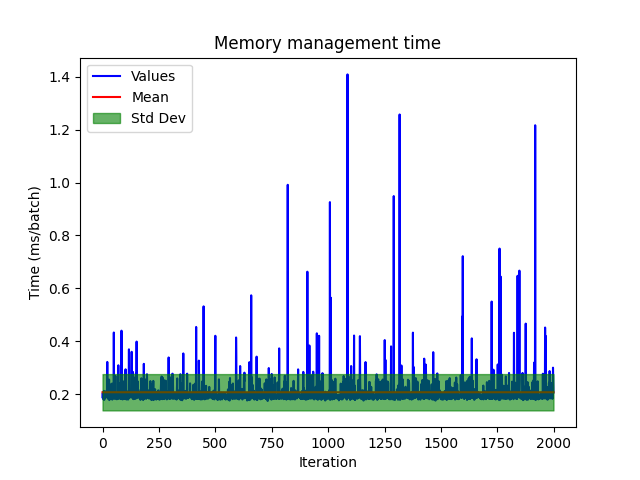 Memory management time
Values
Mean
Std Dev
Time (ms/batch)
1.4
1.2
1.0
0.8
0.6
0.4
0.2
0 250 500 750 1000 1250 1500 1750 2000
Iteration